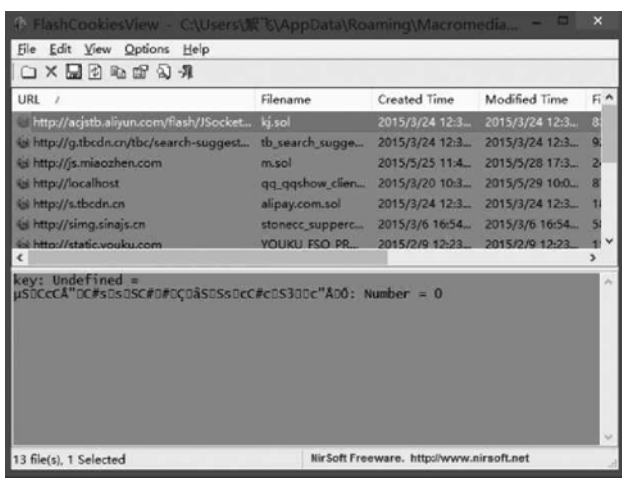 FlashCookiesView - C:\Users\繁飞\AppData\Roaming\Macromedia...
File Edit View Options Help
URL / Filename Created Time Modified Time Fi
http://acjstb.aliyun.com/flash/JSocket... kj.sol 2015/3/24 12:3... 2015/3/24 12:3...
http://g.tbcdn.cn/tbc/search-suggest... tb_search_sugge... 2015/3/24 12:3... 2015/3/24 12:3...
http://js.miaozhen.com m.sol 2015/5/25 11:4... 2015/5/28 17:3...
http://localhost qq_qqshow_clien... 2015/3/20 10:3... 2015/5/29 10:0...
http://s.tbcdn.cn alipay.com.sol 2015/3/24 12:3... 2015/3/24 12:3...
http://simg.sinajs.cn stonecc_supperc... 2015/3/6 16:54... 2015/3/6 16:54...
http://static.youku.com YOUKU_FSO_PR... 2015/2/9 12:23... 2015/2/9 12:23...
key: Undefined =
: Number = 0
13 file(s), 1 Selected NirSoft Freeware. http://www.nirsoft.net